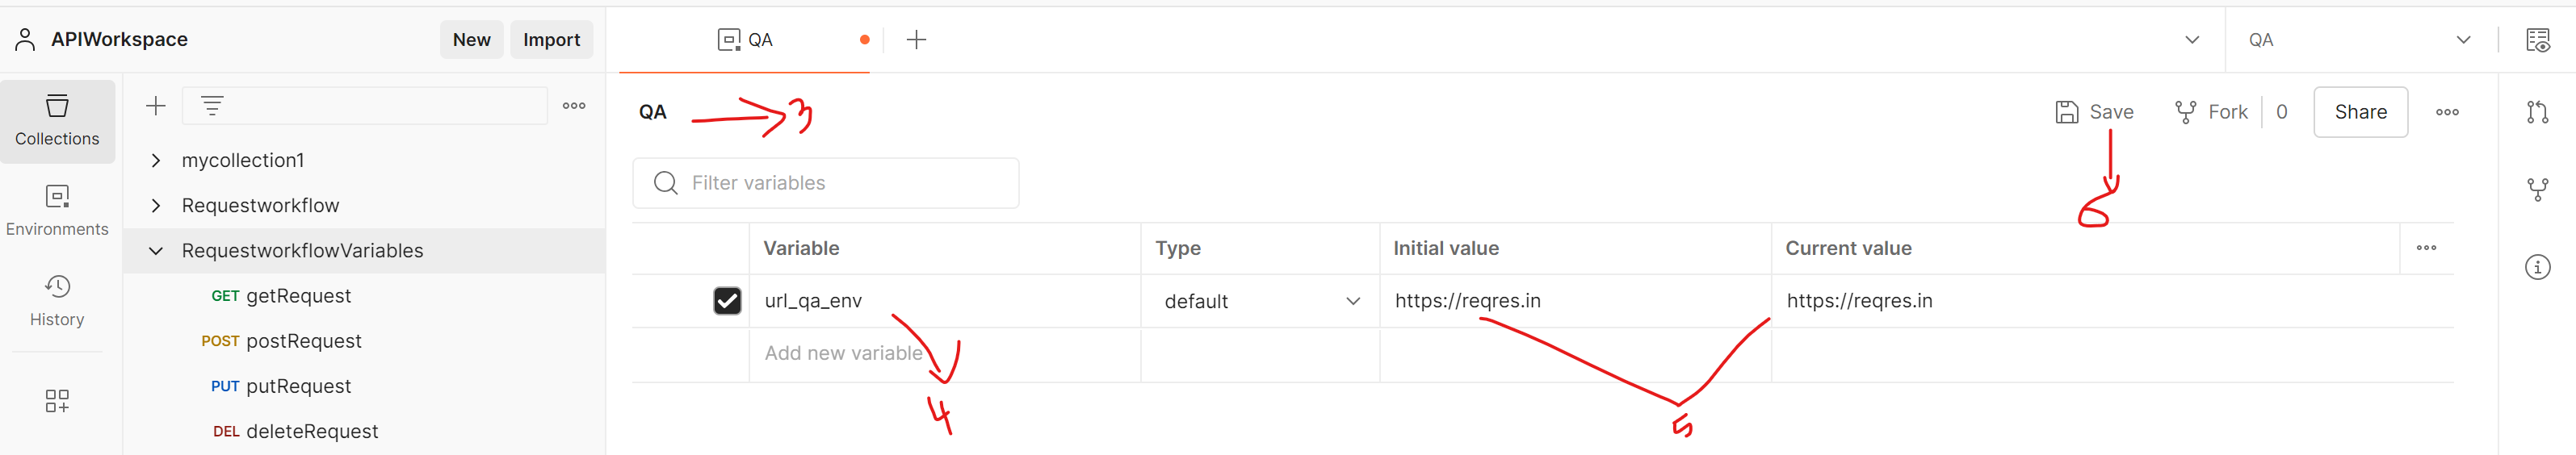 APIWorkspace New Import QA QA
Collections
Environments
History
mycollection1
Requestworkflow
RequestworkflowVariables
GET getRequest
POST postRequest
PUT putRequest
DEL deleteRequest
QA 3 Save Fork 0 Share
6
Filter variables
Variable Type Initial value Current value
url_qa_env default https://reqres.in https://reqres.in
Add new variable
4 5